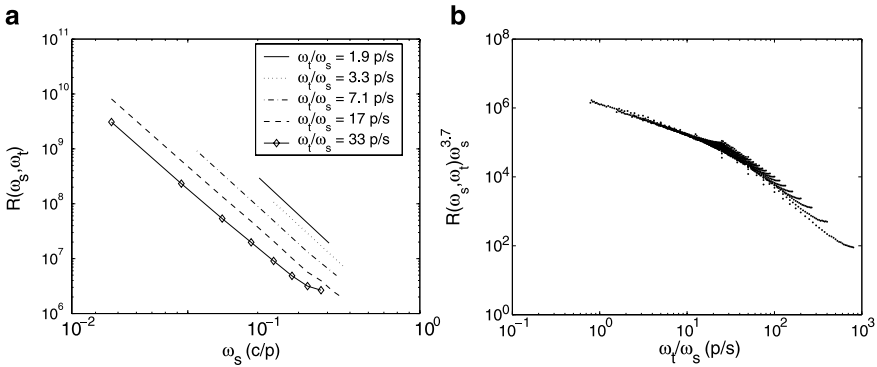 a
R(ω_s,ω_t)
10^11
10^10
10^9
10^8
10^7
10^6
10^-2
10^-1
10^0
ω_s (c/p)
ω_t/ω_s = 1.9 p/s
ω_t/ω_s = 3.3 p/s
ω_t/ω_s = 7.1 p/s
ω_t/ω_s = 17 p/s
ω_t/ω_s = 33 p/s
b
R(ω_s,ω_t)ω_s^3.7
10^8
10^6
10^4
10^2
10^0
10^-1
10^0
10^1
10^2
10^3
ω_t/ω_s (p/s)